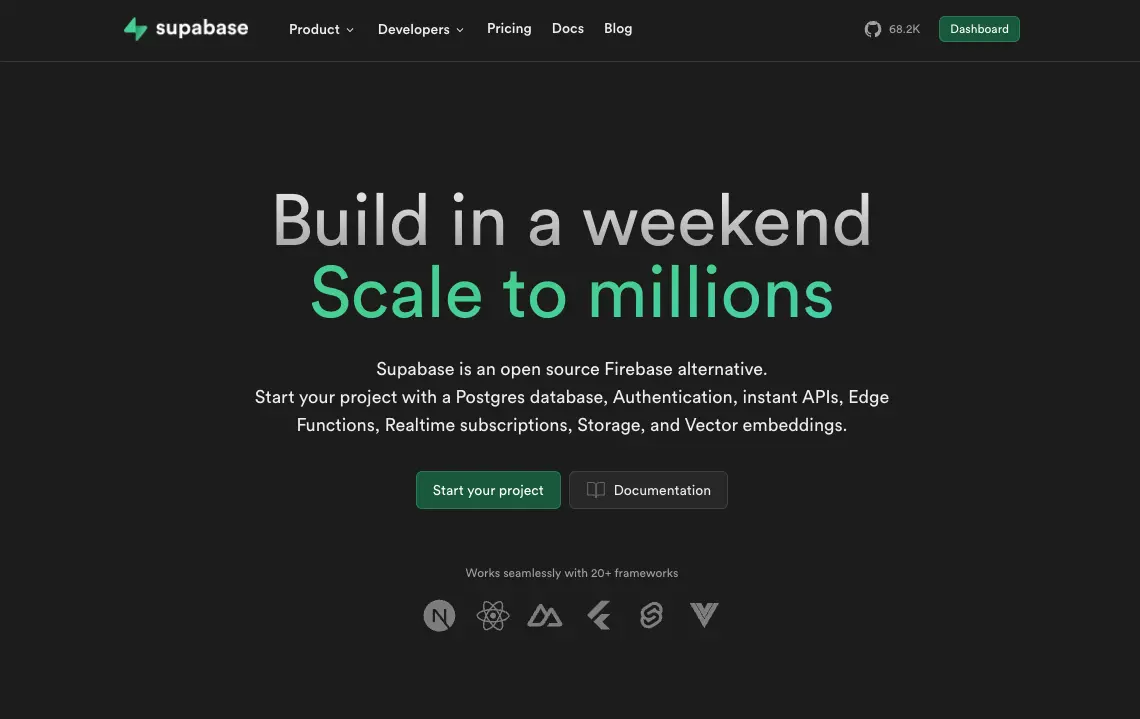 supabase Product Developers Pricing Docs Blog 68.2K Dashboard
Build in a weekend
Scale to millions
Supabase is an open source Firebase alternative.
Start your project with a Postgres database, Authentication, instant APIs, Edge
Functions, Realtime subscriptions, Storage, and Vector embeddings.
Start your project Documentation
Works seamlessly with 20+ frameworks
N